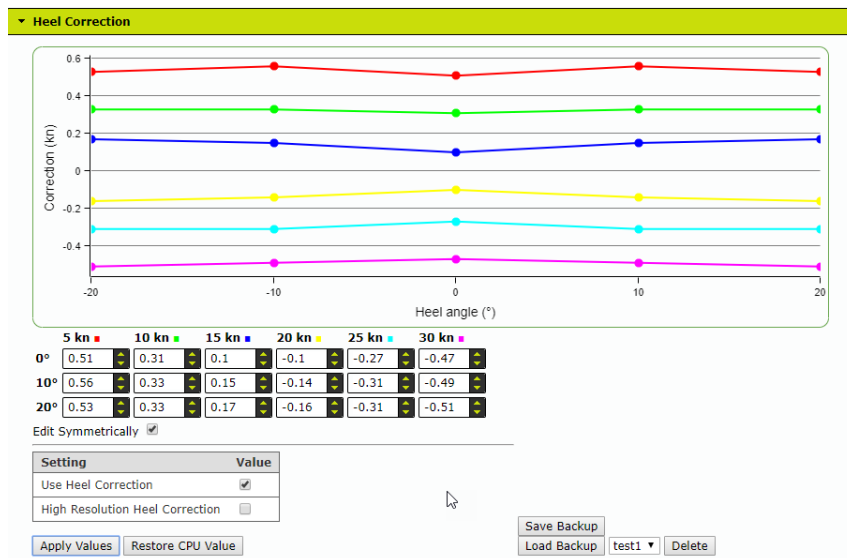 Heel Correction
0.6
0.4
0.2
0
-0.2
-0.4
Correction (kn)
-20 -10 0 10 20
Heel angle (°)
5 kn 10 kn 15 kn 20 kn 25 kn 30 kn
0° 0.51 0.31 0.1 -0.1 -0.27 -0.47
10° 0.56 0.33 0.15 -0.14 -0.31 -0.49
20° 0.53 0.33 0.17 -0.16 -0.31 -0.51
Edit Symmetrically
Setting Value
Use Heel Correction
High Resolution Heel Correction
Save Backup
Apply Values Restore CPU Value Load Backup test1 Delete